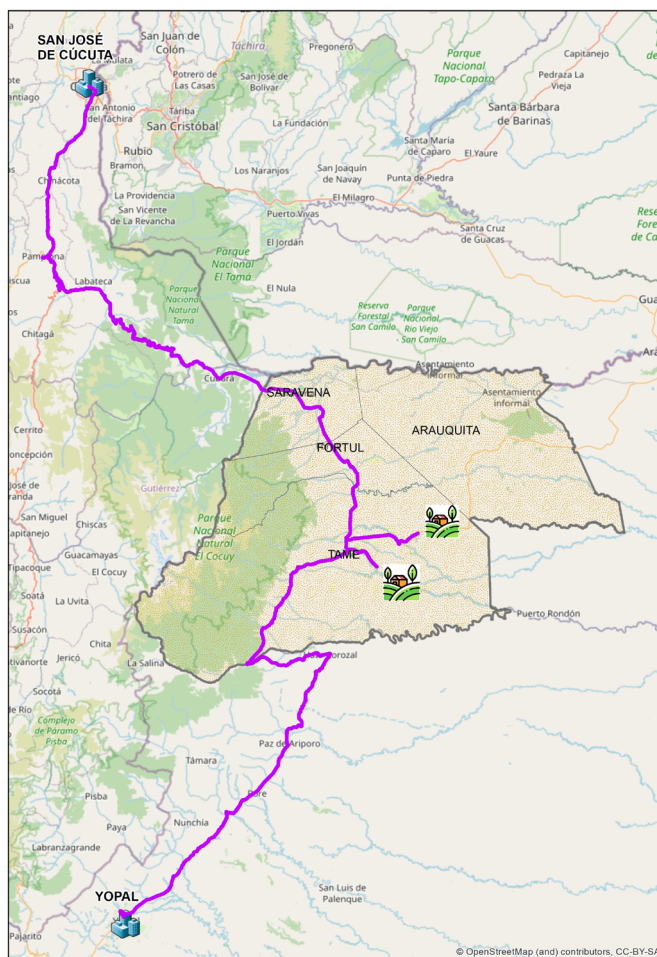 SAN JOSÉ
DE CÚCUTA
San Juan de
Colón
Táchira
Pregonero
Parque
Nacional
Tapo-Caparo
Capitanejo
Pedraza La
Vieja
Potrero de
Las Casas
San José de
Bolívar
San Antonio
del Táchira
Táriba
San Cristóbal
La Fundación
Santa Bárbara
de Barinas
Rubio
Bramon
Los Naranjos
San Joaquín
de Navay
Santa María
de Caparo
El Yaure
Punta de Piedra
Chinácota
La Providencia
San Vicente
de La Revancha
Puerto Vivas
El Milagro
Santa Cruz
de Guacas
El Jordán
Parque
Nacional
El Tamá
Pamplona
Labateca
Parque
Nacional
Natural
Tamá
El Nula
Reserva
Forestal
San Camilo
Parque
Nacional
Rio Viejo
- San Camilo
Chitagá
Cubará
Asentamiento
informal
SARAVENA
Asentamiento
informal
ARAUQUITA
FORTUL
Cerrito
Gutiérrez
San Miguel
Chiscas
Parque
Nacional
Natural
El Cocuy
Guacamayas
El Cocuy
TAME
Soatá
La Uvita
Puerto Rondón
Chita
Jericó
La Salina
Socotá
Complejo
de Páramo
Pisba
Paz de Ariporo
Támara
Pisba
Pore
Nunchía
Paya
Labranzagrande
YOPAL
San Luis de
Palenque
Pajarito
© OpenStreetMap (and) contributors, CC-BY-SA